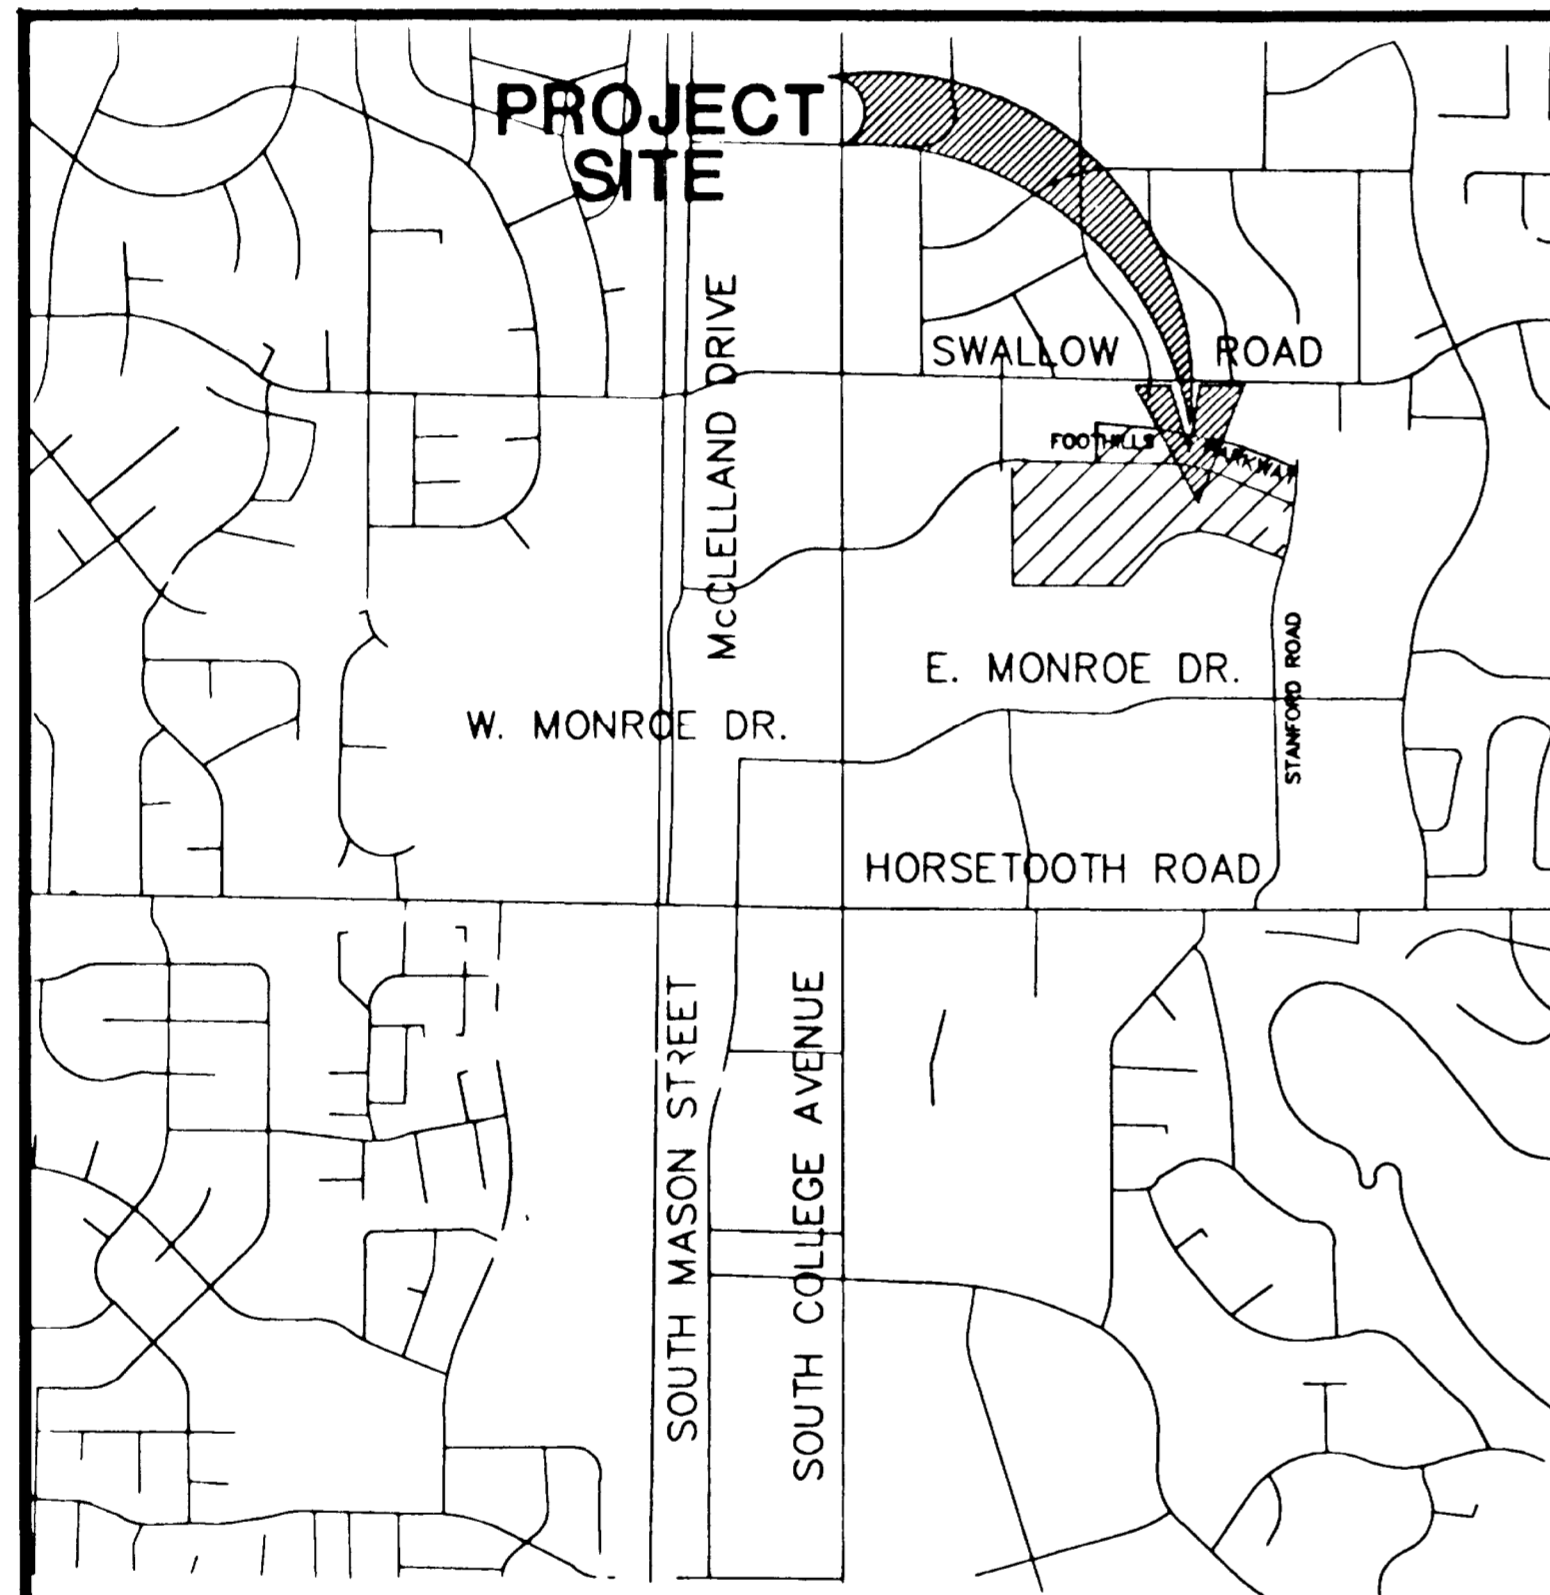 PROJECT
SITE
SWALLOW ROAD
McCLELLAND DRIVE
FOOTHILLS PARKWAY
E. MONROE DR.
W. MONROE DR.
STANFORD ROAD
HORSETOOTH ROAD
SOUTH MASON STREET
SOUTH COLLEGE AVENUE